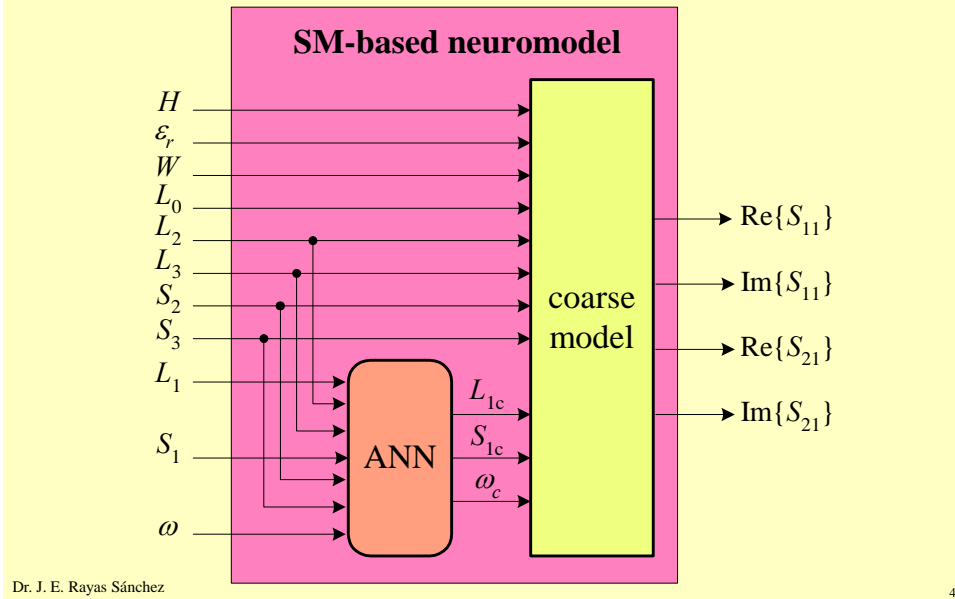 SM-based neuromodel
H
εr
W
L0
L2
L3
S2
S3
L1
S1
ω
ANN
L1c
S1c
ωc
coarse
model
Re{S11}
Im{S11}
Re{S21}
Im{S21}
Dr. J. E. Rayas Sánchez
4